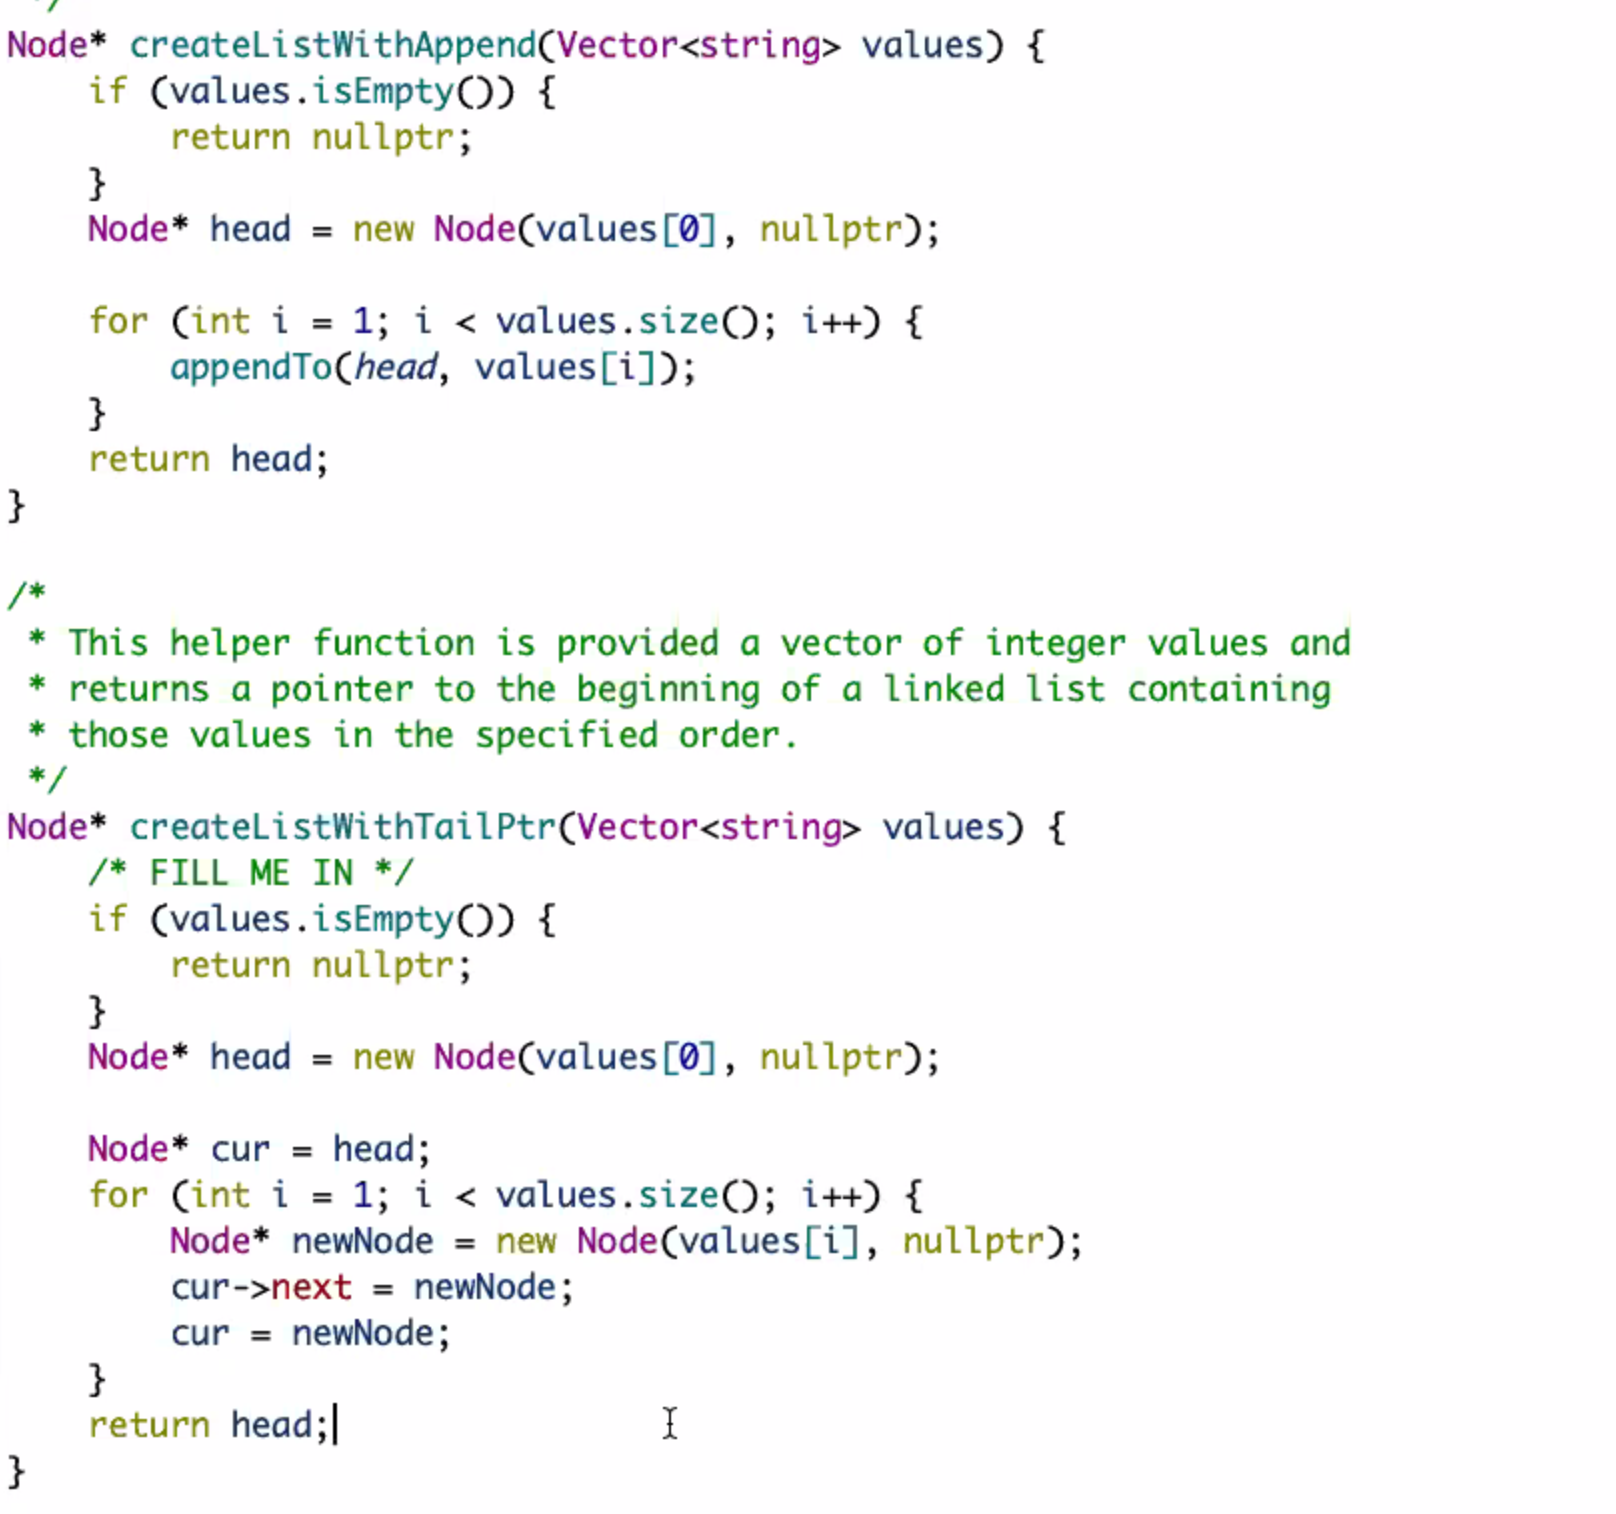 */
Node* createListWithAppend(Vector<string> values) {
    if (values.isEmpty()) {
        return nullptr;
    }
    Node* head = new Node(values[0], nullptr);

    for (int i = 1; i < values.size(); i++) {
        appendTo(head, values[i]);
    }
    return head;
}

/*
 * This helper function is provided a vector of integer values and
 * returns a pointer to the beginning of a linked list containing
 * those values in the specified order.
 */
Node* createListWithTailPtr(Vector<string> values) {
    /* FILL ME IN */
    if (values.isEmpty()) {
        return nullptr;
    }
    Node* head = new Node(values[0], nullptr);

    Node* cur = head;
    for (int i = 1; i < values.size(); i++) {
        Node* newNode = new Node(values[i], nullptr);
        cur->next = newNode;
        cur = newNode;
    }
    return head;
}